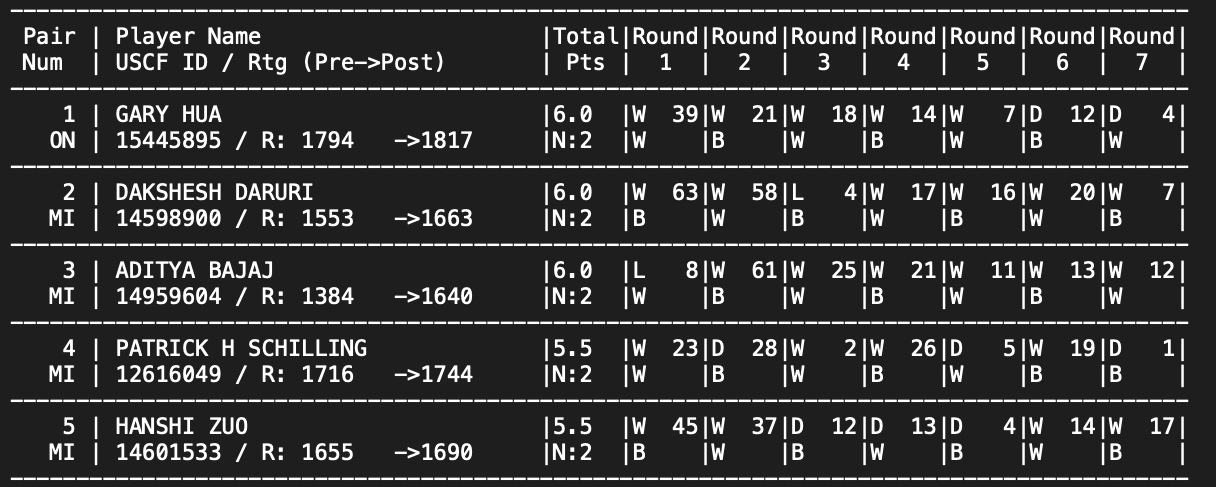 -----------------------------------------------------------------------------------------
 Pair | Player Name                     |Total|Round|Round|Round|Round|Round|Round|Round|
 Num  | USCF ID / Rtg (Pre->Post)       | Pts |  1  |  2  |  3  |  4  |  5  |  6  |  7  |
-----------------------------------------------------------------------------------------
    1 | GARY HUA                        |6.0  |W  39|W  21|W  18|W  14|W   7|D  12|D   4|
   ON | 15445895 / R: 1794   ->1817     |N:2  |W    |B    |W    |B    |W    |B    |W    |
-----------------------------------------------------------------------------------------
    2 | DAKSHESH DARURI                 |6.0  |W  63|W  58|L   4|W  17|W  16|W  20|W   7|
   MI | 14598900 / R: 1553   ->1663     |N:2  |B    |W    |B    |W    |B    |W    |B    |
-----------------------------------------------------------------------------------------
    3 | ADITYA BAJAJ                    |6.0  |L   8|W  61|W  25|W  21|W  11|W  13|W  12|
   MI | 14959604 / R: 1384   ->1640     |N:2  |W    |B    |W    |B    |W    |B    |W    |
-----------------------------------------------------------------------------------------
    4 | PATRICK H SCHILLING             |5.5  |W  23|D  28|W   2|W  26|D   5|W  19|D   1|
   MI | 12616049 / R: 1716   ->1744     |N:2  |W    |B    |W    |B    |W    |B    |B    |
-----------------------------------------------------------------------------------------
    5 | HANSHI ZUO                      |5.5  |W  45|W  37|D  12|D  13|D   4|W  14|W  17|
   MI | 14601533 / R: 1655   ->1690     |N:2  |B    |W    |B    |W    |B    |W    |B    |
-----------------------------------------------------------------------------------------